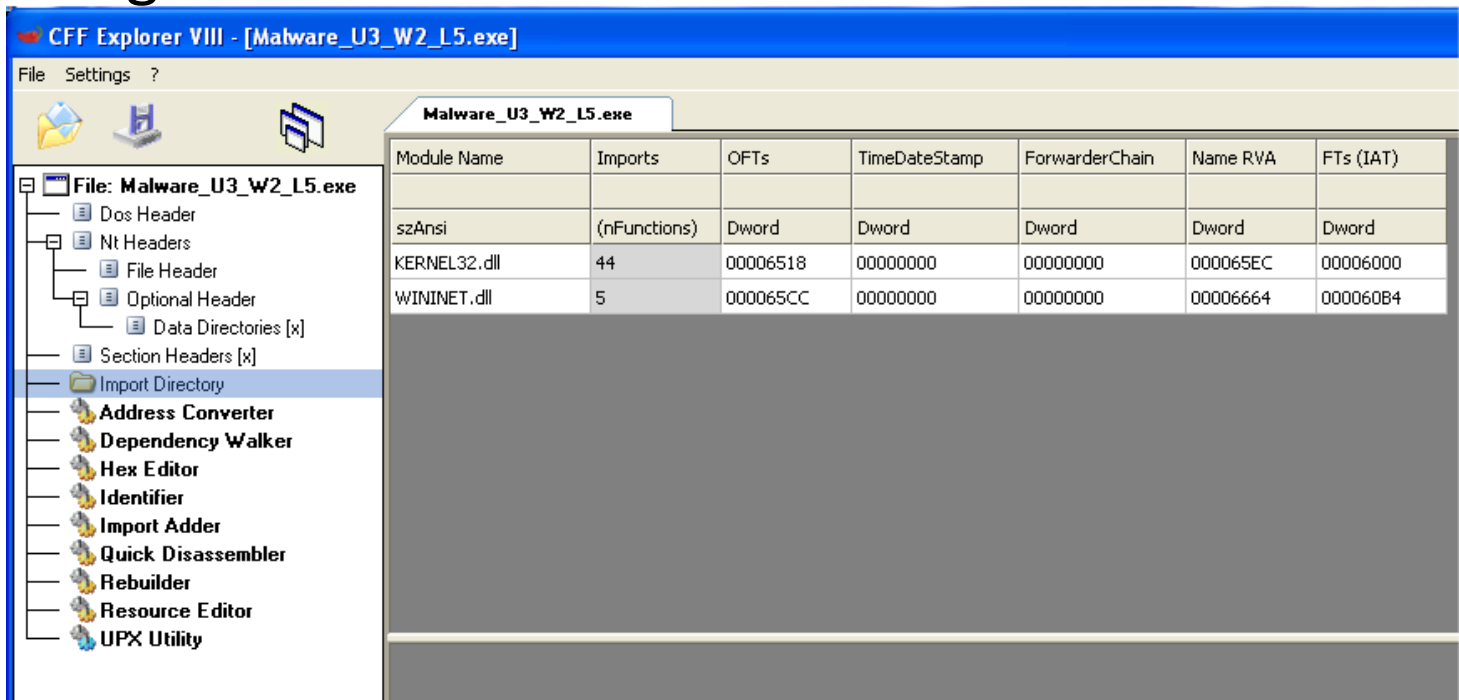 CFF Explorer VIII - [Malware_U3_W2_L5.exe]
File Settings ?
Malware_U3_W2_L5.exe
File: Malware_U3_W2_L5.exe
Dos Header
Nt Headers
File Header
Optional Header
Data Directories [x]
Section Headers [x]
Import Directory
Address Converter
Dependency Walker
Hex Editor
Identifier
Import Adder
Quick Disassembler
Rebuilder
Resource Editor
UPX Utility
Module Name Imports OFTs TimeDateStamp ForwarderChain Name RVA FTs (IAT)
szAnsi (nFunctions) Dword Dword Dword Dword Dword
KERNEL32.dll 44 00006518 00000000 00000000 000065EC 00006000
WININET.dll 5 000065CC 00000000 00000000 00006664 000060B4